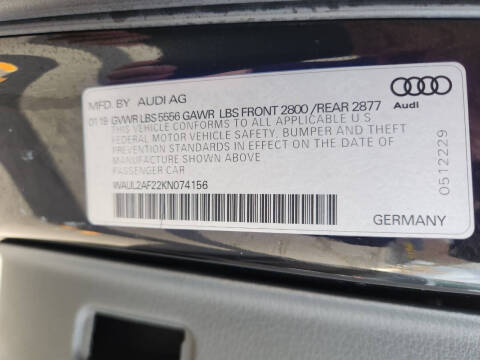 MFD. BY AUDI AG
Audi
01 19 GVWR LBS 5556 GAWR LBS FRONT 2800 /REAR 2877
THIS VEHICLE CONFORMS TO ALL APPLICABLE U.S
FEDERAL MOTOR VEHICLE SAFETY, BUMPER AND THEFT
PREVENTION STANDARDS IN EFFECT ON THE DATE OF
MANUFACTURE SHOWN ABOVE
PASSENGER CAR
WAUL2AF22KN074156
0512229
GERMANY